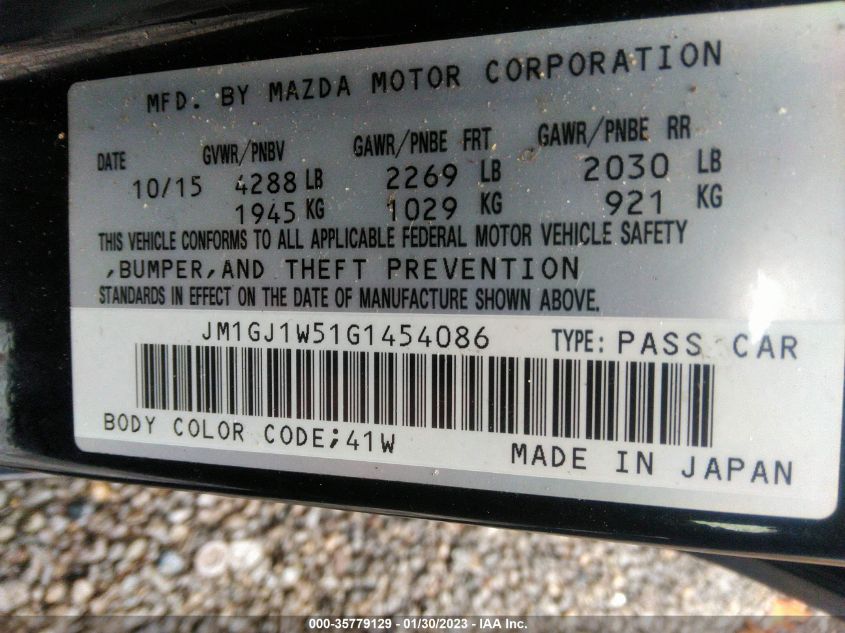 MFD. BY MAZDA MOTOR CORPORATION
DATE GVWR/PNBV GAWR/PNBE FRT GAWR/PNBE RR
10/15 4288 LB 2269 LB 2030 LB
1945 KG 1029 KG 921 KG
THIS VEHICLE CONFORMS TO ALL APPLICABLE FEDERAL MOTOR VEHICLE SAFETY
,BUMPER,AND THEFT PREVENTION
STANDARDS IN EFFECT ON THE DATE OF MANUFACTURE SHOWN ABOVE.
JM1GJ1W51G1454086 TYPE: PASS CAR
BODY COLOR CODE;41W MADE IN JAPAN
000-35779129 - 01/30/2023 - IAA Inc.